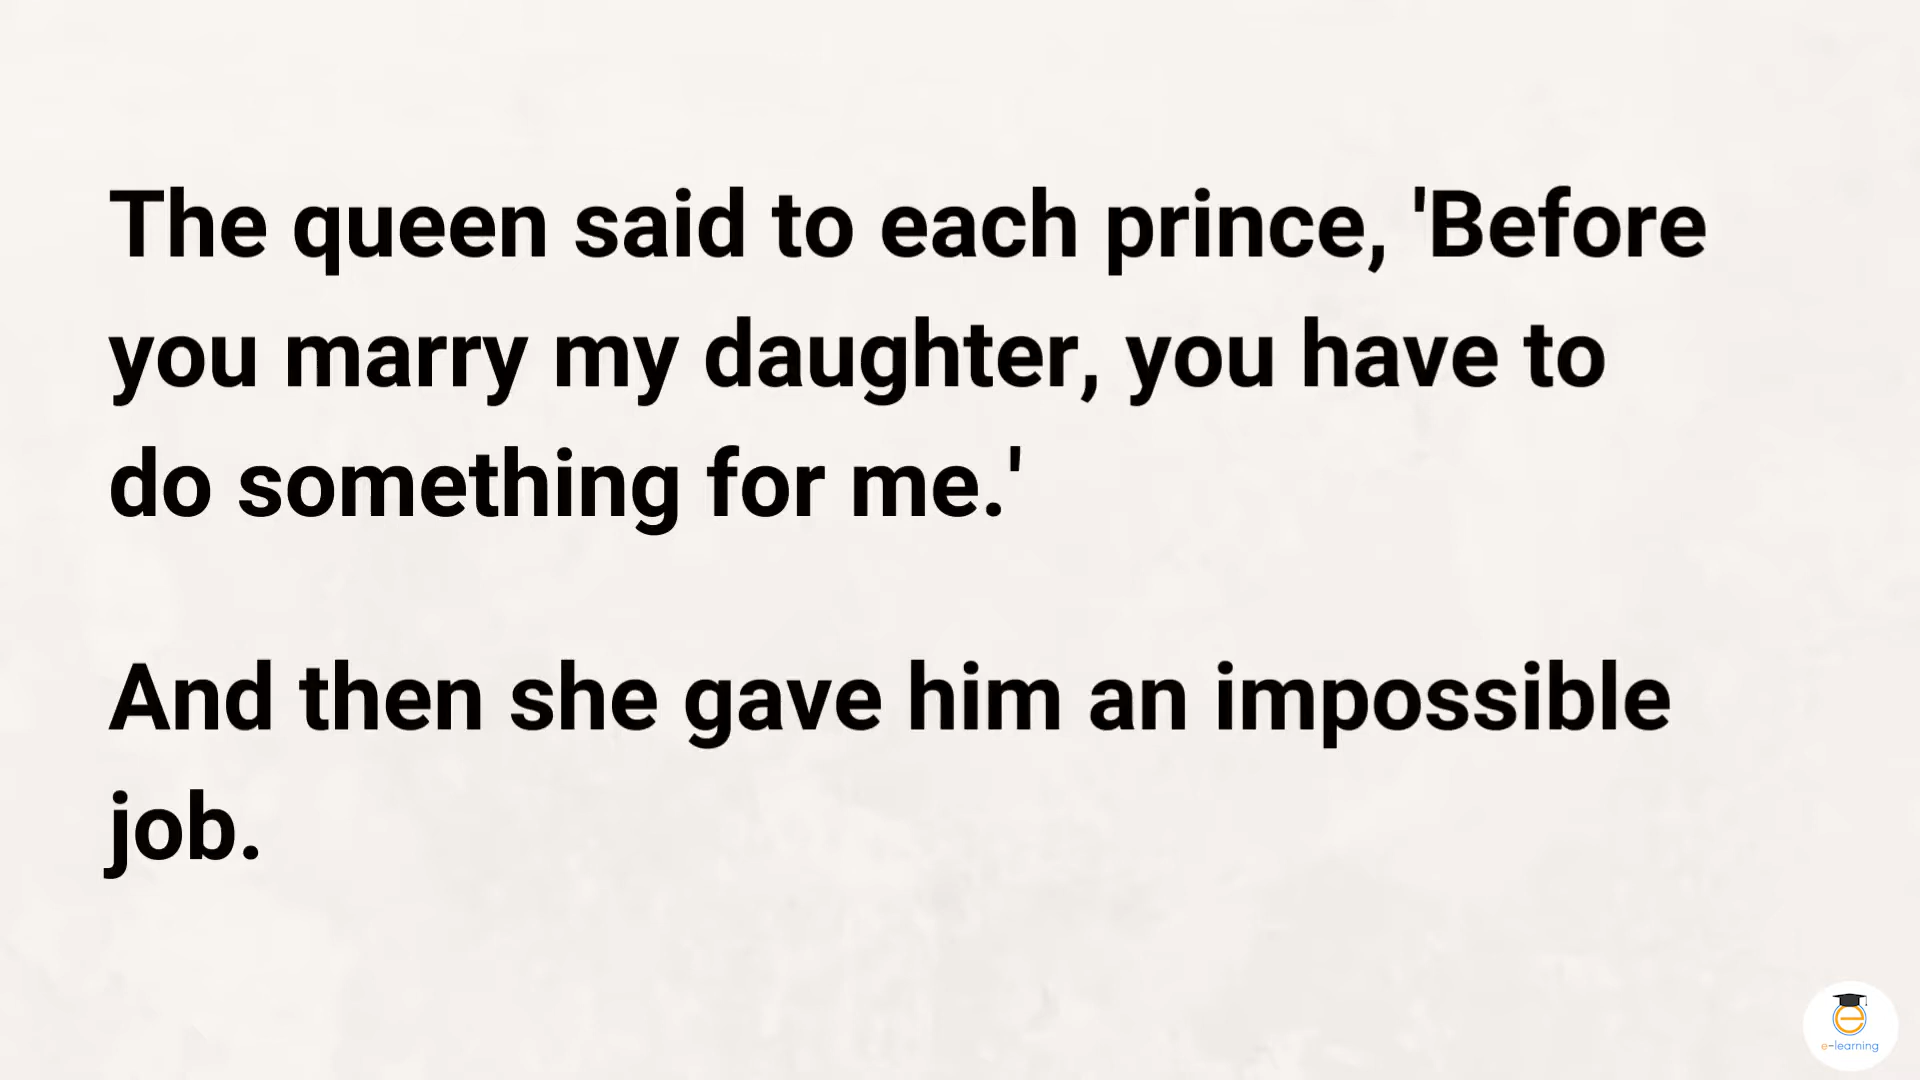 The queen said to each prince, 'Before
you marry my daughter, you have to
do something for me.'
And then she gave him an impossible
job.
e-learning